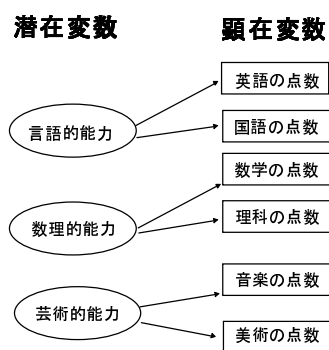 潜在変数
顕在変数
英語の点数
言語的能力
国語の点数
数学の点数
数理的能力
理科の点数
音楽の点数
芸術的能力
美術の点数